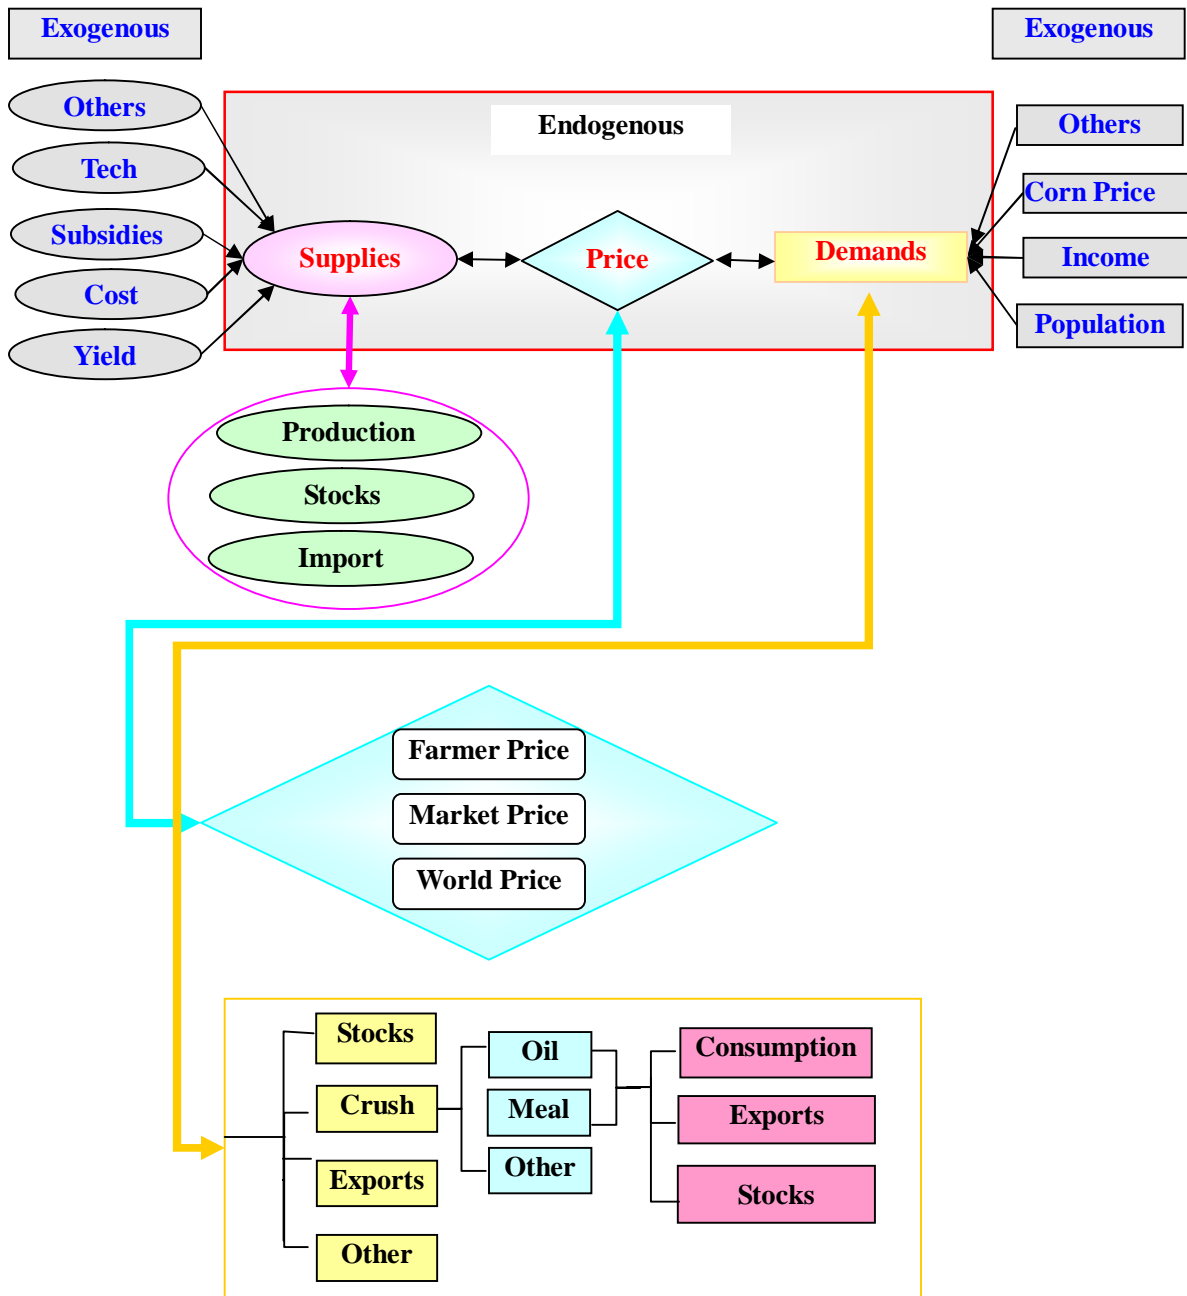 Exogenous
Exogenous
Others
Tech
Subsidies
Cost
Yield
Endogenous
Supplies
Price
Demands
Others
Corn Price
Income
Population
Production
Stocks
Import
Farmer Price
Market Price
World Price
Stocks
Crush
Exports
Other
Oil
Meal
Other
Consumption
Exports
Stocks